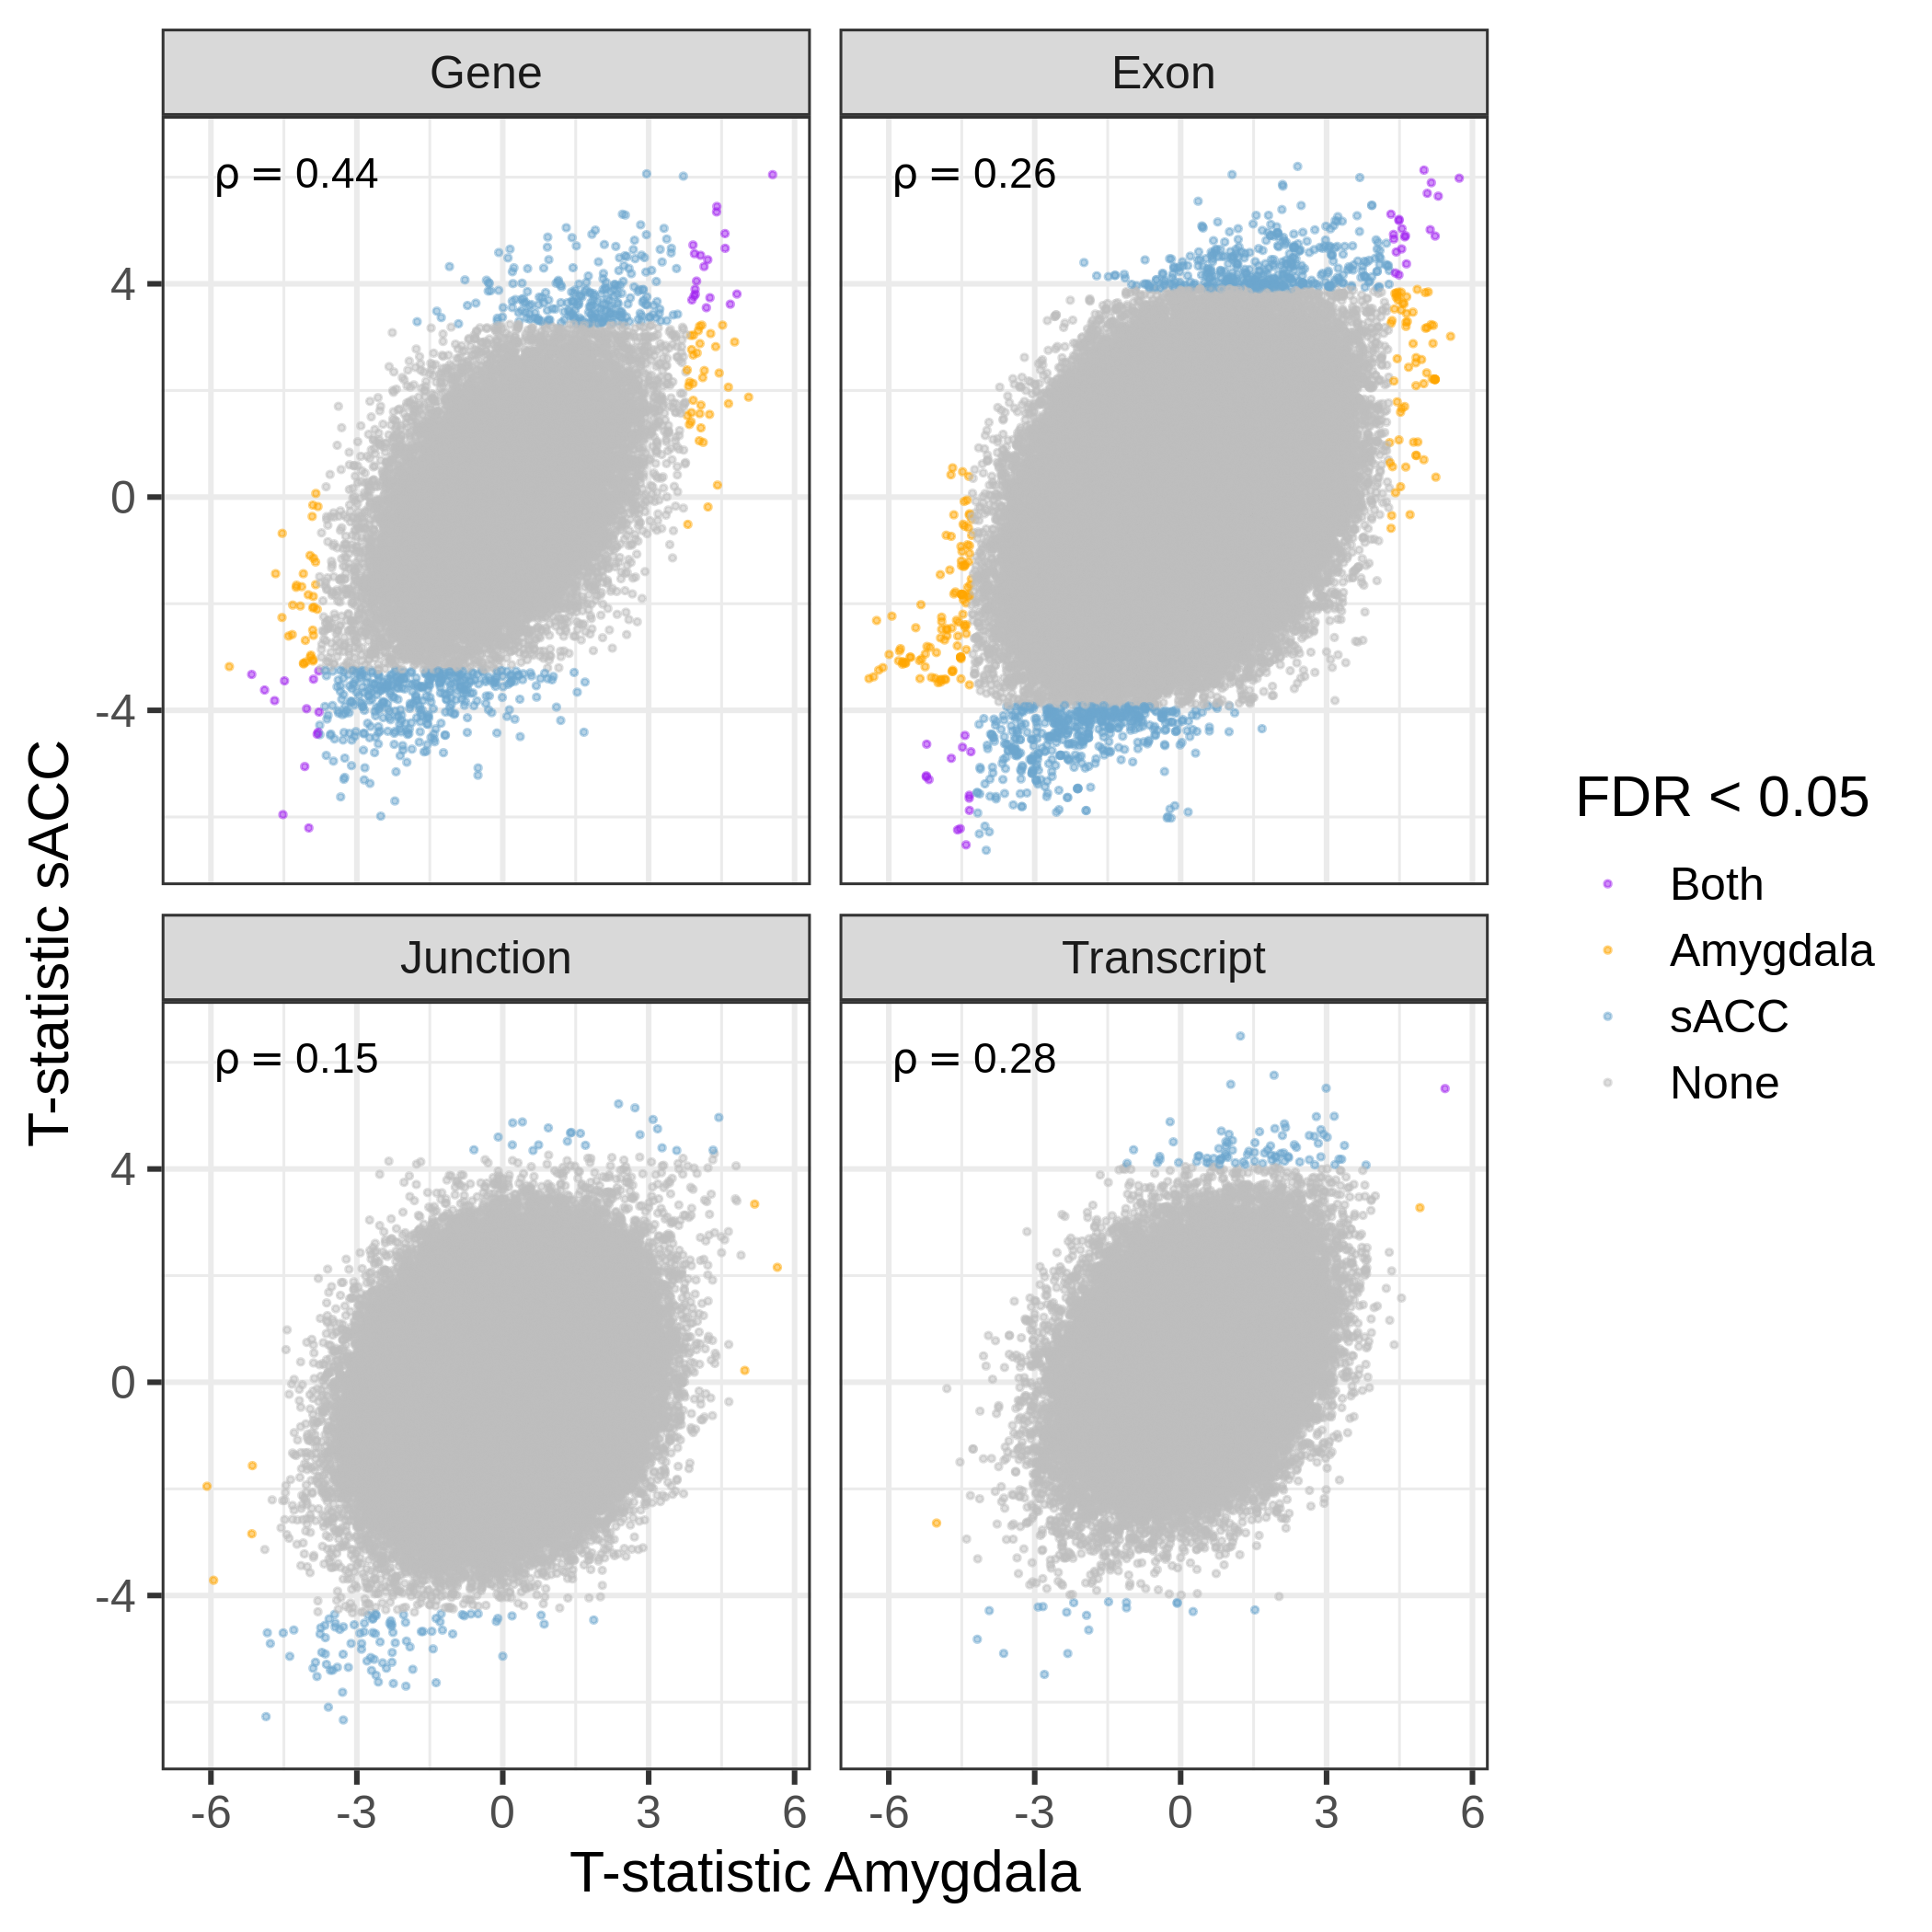 Gene
Exon
ρ = 0.44
ρ = 0.26
4
0
-4
Junction
Transcript
ρ = 0.15
ρ = 0.28
4
0
-4
-6 -3 0 3 6 -6 -3 0 3 6
T-statistic Amygdala
T-statistic sACC
FDR < 0.05
Both
Amygdala
sACC
None